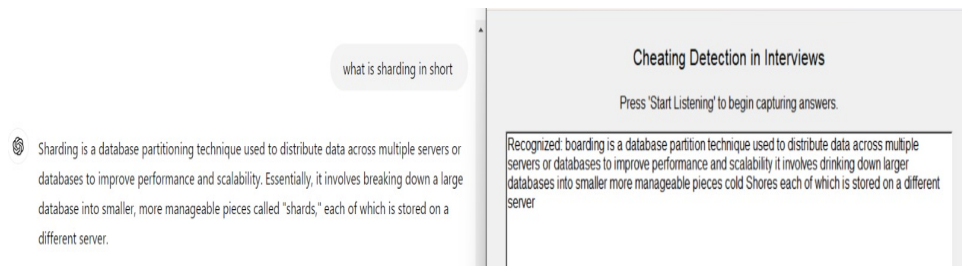 what is sharding in short
Sharding is a database partitioning technique used to distribute data across multiple servers or
databases to improve performance and scalability. Essentially, it involves breaking down a large
database into smaller, more manageable pieces called "shards," each of which is stored on a
different server.
Cheating Detection in Interviews
Press 'Start Listening' to begin capturing answers.
Recognized: boarding is a database partition technique used to distribute data across multiple
servers or databases to improve performance and scalability it involves drinking down larger
databases into smaller more manageable pieces cold Shores each of which is stored on a different
server